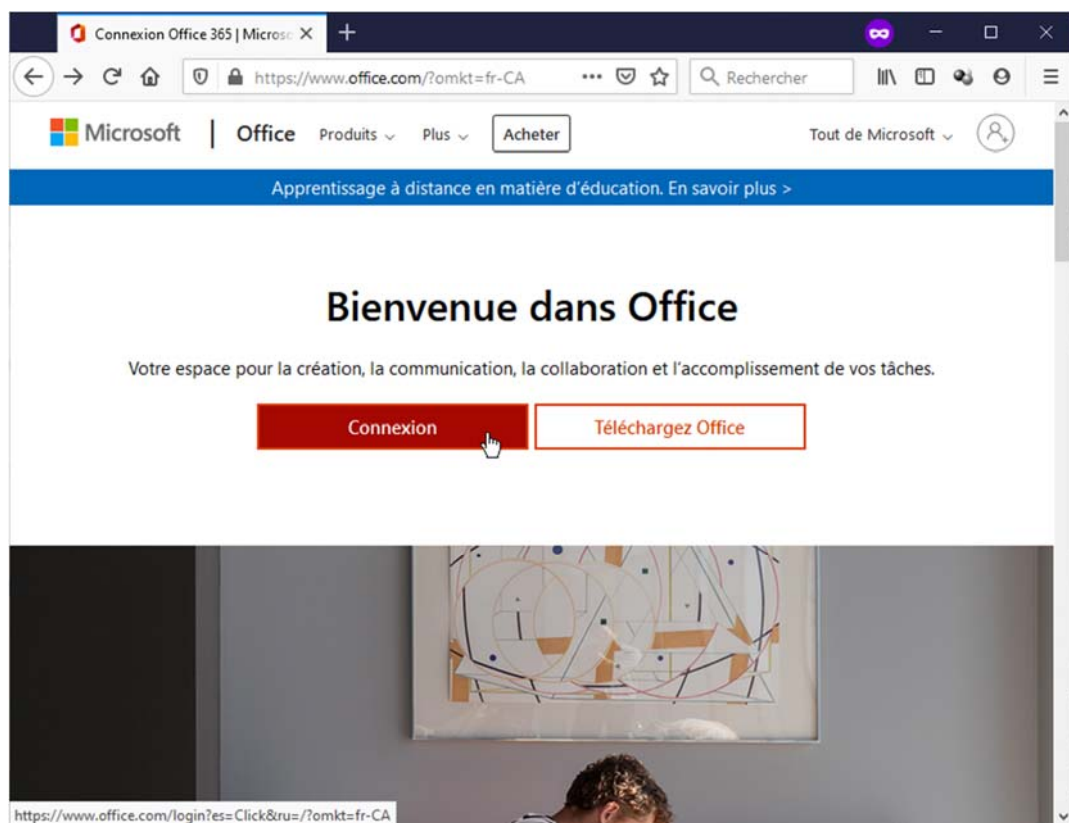 Connexion Office 365 | Micros
https://www.office.com/?omkt=fr-CA
Rechercher
Microsoft | Office Produits Plus Acheter Tout de Microsoft
Apprentissage à distance en matière d'éducation. En savoir plus >
Bienvenue dans Office
Votre espace pour la création, la communication, la collaboration et l'accomplissement de vos tâches.
Connexion Téléchargez Office
https://www.office.com/login?es=Click&ru=/?omkt=fr-CA